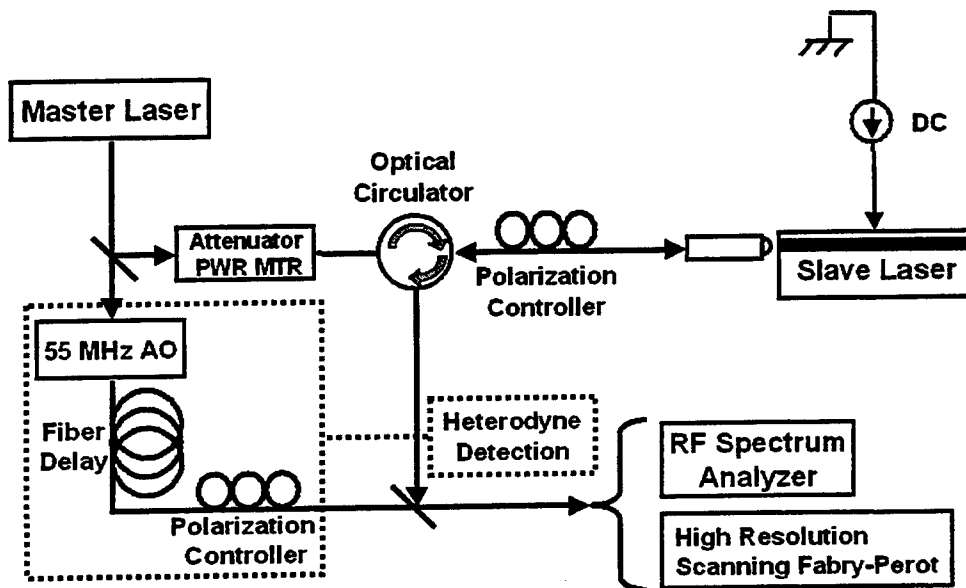 Master Laser
DC
Optical
Circulator
Attenuator
PWR MTR
Polarization
Controller
Slave Laser
55 MHz AO
Fiber
Delay
Polarization
Controller
Heterodyne
Detection
RF Spectrum
Analyzer
High Resolution
Scanning Fabry-Perot